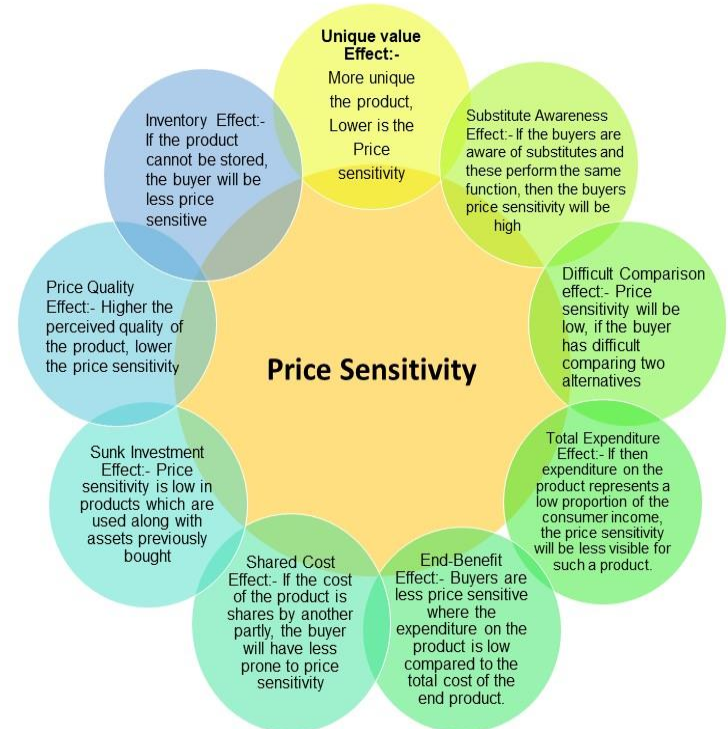 Unique value
Effect:-
More unique
the product,
Lower is the
Price
sensitivity
Substitute Awareness
Effect:- If the buyers are
aware of substitutes and
these perform the same
function, then the buyers
price sensitivity will be
high
Difficult Comparison
effect:- Price
sensitivity will be
low, if the buyer
has difficult
comparing two
alternatives
Total Expenditure
Effect:- If then
expenditure on the
product represents a
low proportion of the
consumer income,
the price sensitivity
will be less visible for
such a product.
End-Benefit
Effect:- Buyers are
less price sensitive
where the
expenditure on the
product is low
compared to the
total cost of the
end product.
Shared Cost
Effect:- If the cost
of the product is
shares by another
partly, the buyer
will have less
prone to price
sensitivity
Sunk Investment
Effect:- Price
sensitivity is low in
products which are
used along with
assets previously
bought
Price Quality
Effect:- Higher the
perceived quality of
the product, lower
the price sensitivity
Inventory Effect:-
If the product
cannot be stored,
the buyer will be
less price
sensitive
Price Sensitivity